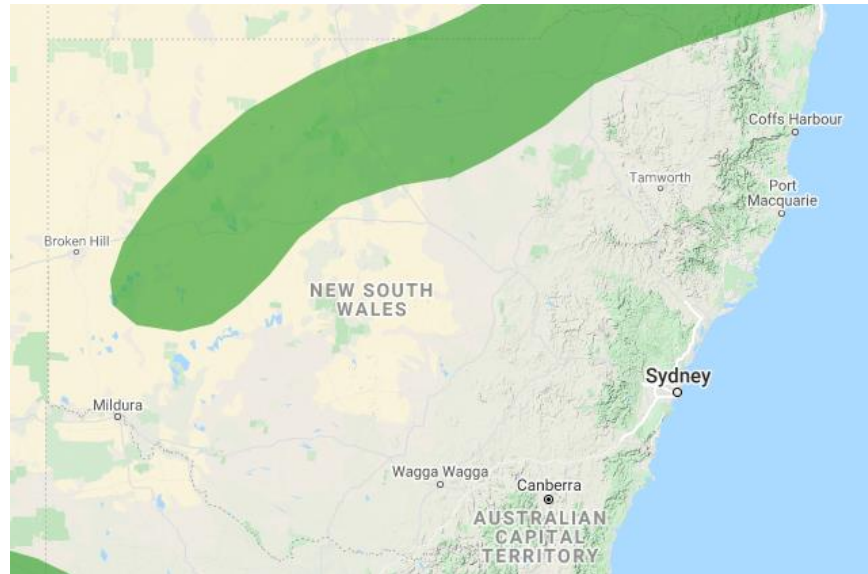 Coffs Harbour
Tamworth
Port
Macquarie
Broken Hill
NEW SOUTH
WALES
Sydney
Mildura
Wagga Wagga
Canberra
AUSTRALIAN
CAPITAL
TERRITORY